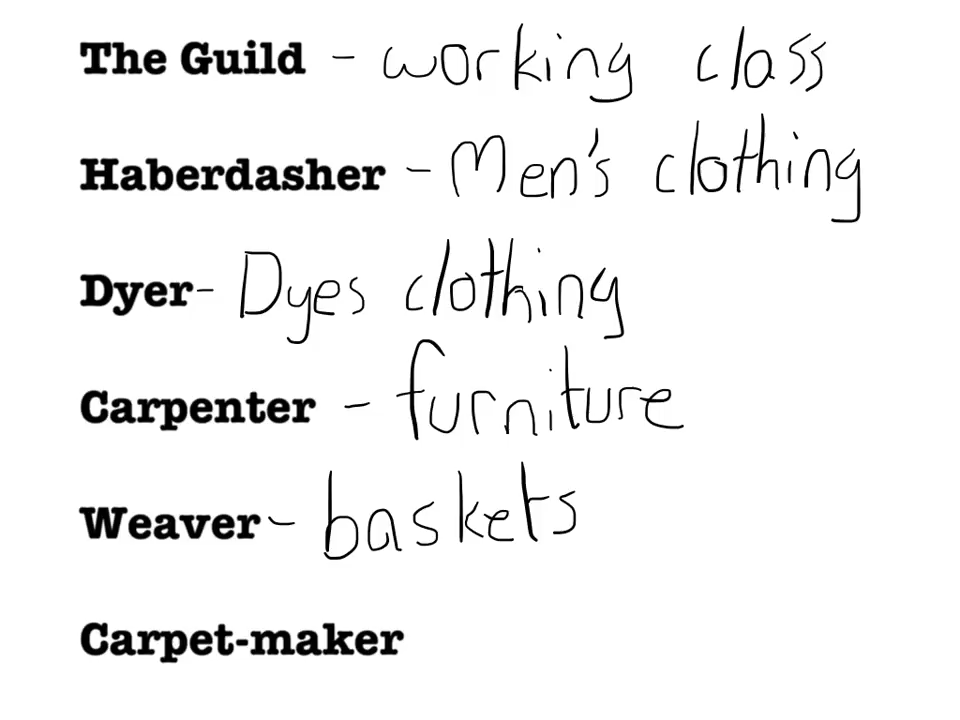 The Guild - working class
Haberdasher - Men's clothing
Dyer- Dyes clothing
Carpenter - furniture
Weaver- baskets
Carpet-maker